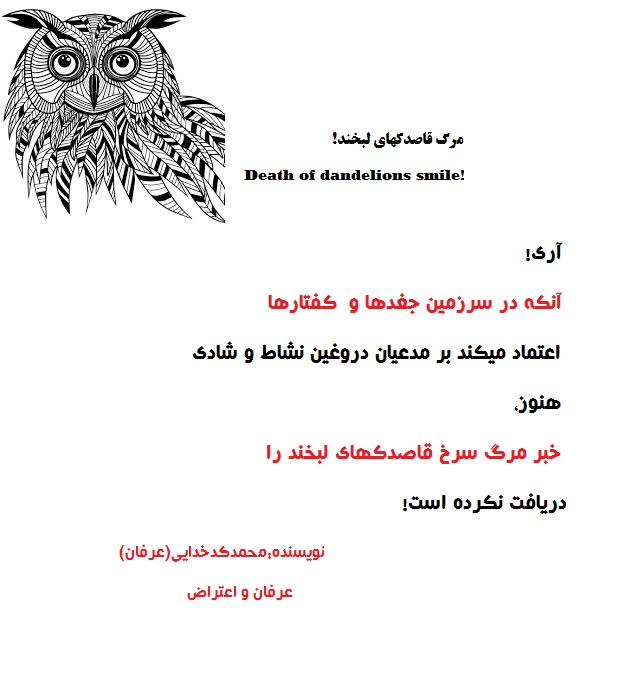 مرگ قاصدکهای لبخند!
Death of dandelions smile!
آری!
آنکه در سرزمین جغدها و کفتارها
اعتماد میکند بر مدعیان دروغین نشاط و شادی
هنوز،
خبر مرگ سرخ قاصدکهای لبخند را
دریافت نکرده است!
نویسنده:محمدکدخدایی(عرفان)
عرفان و اعتراض